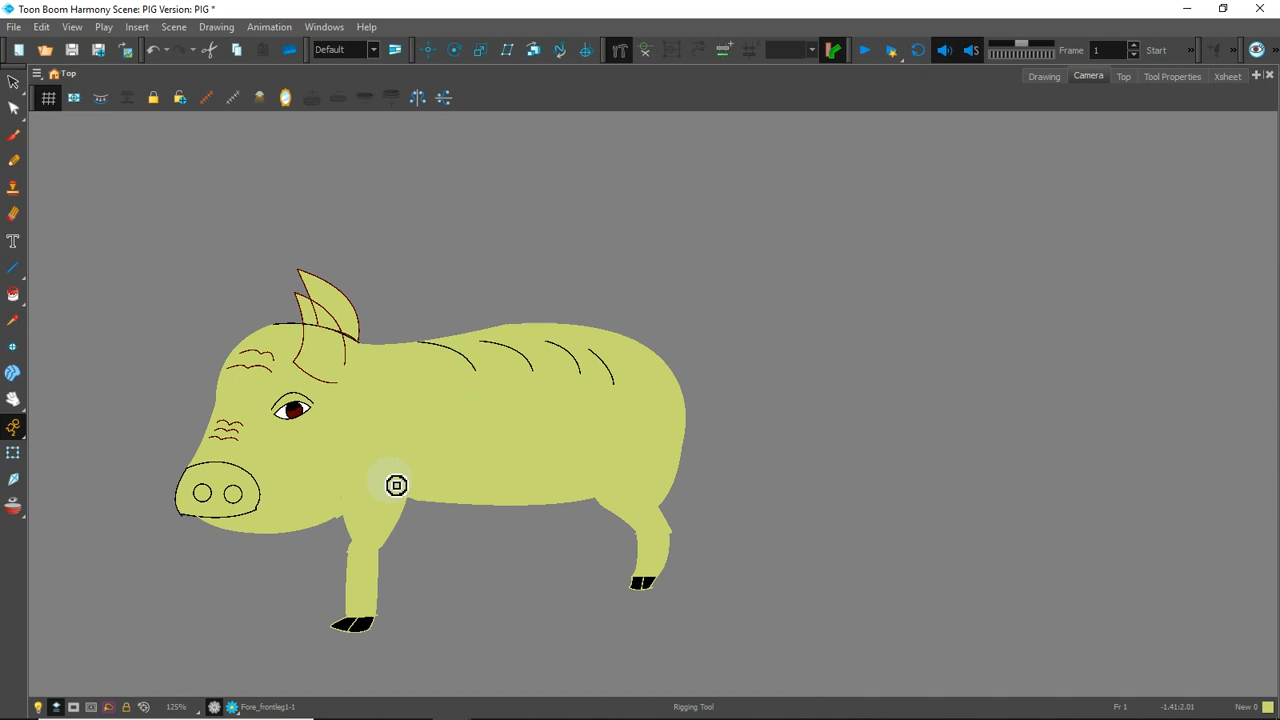 Toon Boom Harmony Scene: PIG Version: PIG *
File Edit View Play Insert Scene Drawing Animation Windows Help
Default Frame 1 Start
Top Drawing Camera Top Tool Properties Xsheet
125% Fore_frontleg1-1 Rigging Tool Fr 1 -1.41:2.01 New 0